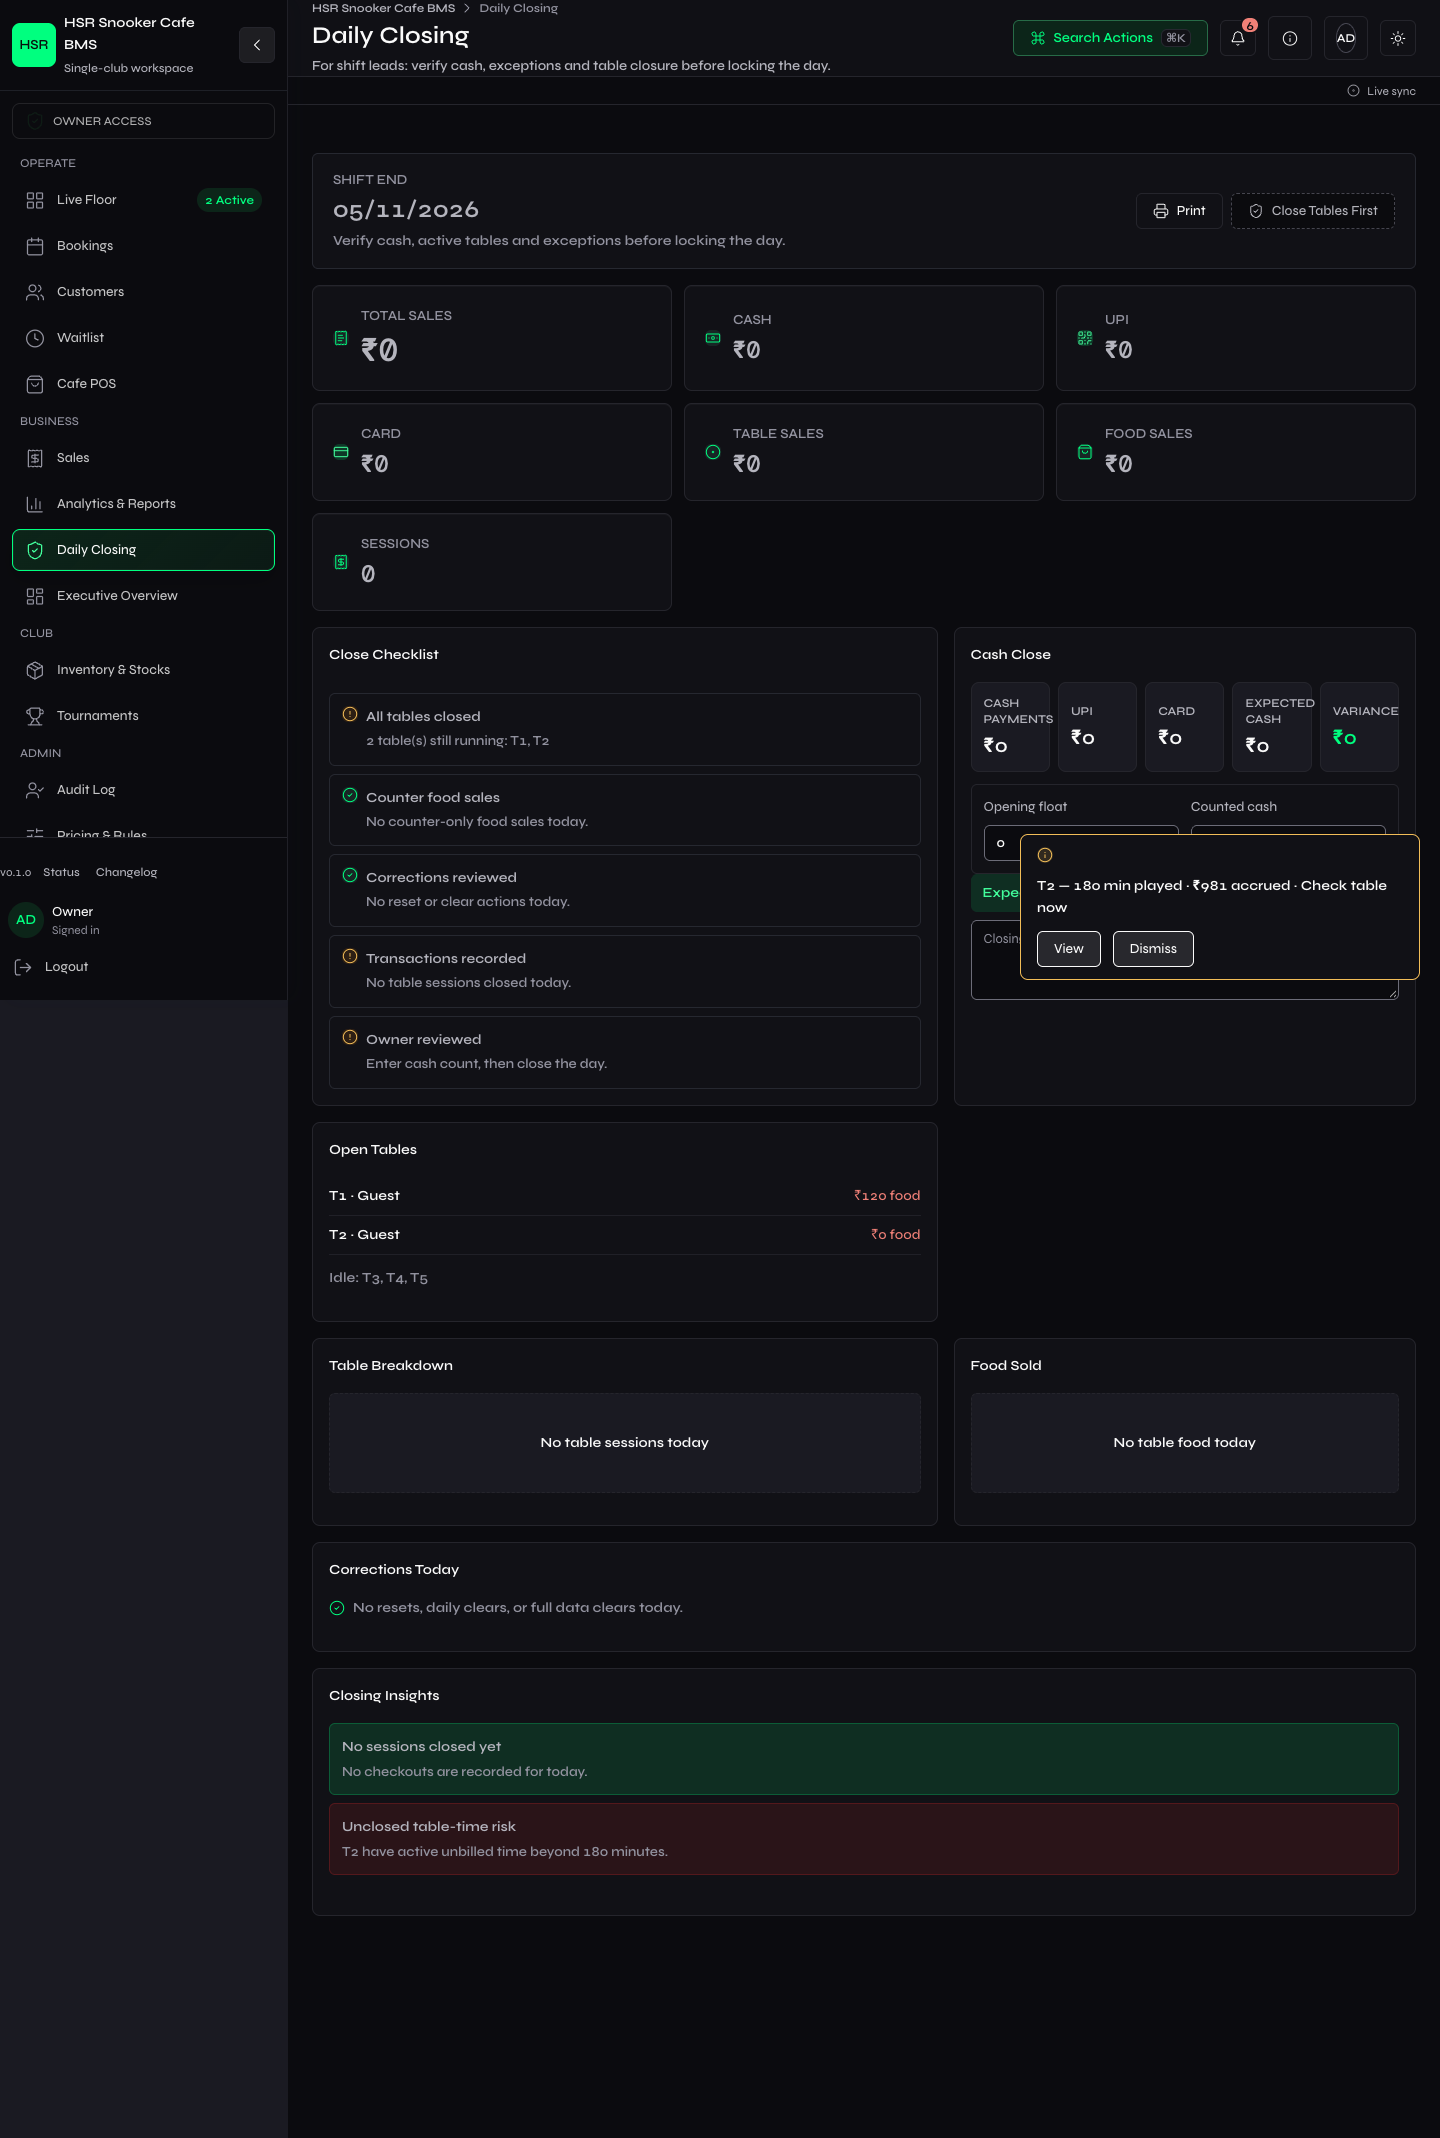 HSR
HSR Snooker Cafe
BMS
Single-club workspace
OWNER ACCESS
OPERATE
Live Floor
2 Active
Bookings
Customers
Waitlist
Cafe POS
BUSINESS
Sales
Analytics & Reports
Daily Closing
Executive Overview
CLUB
Inventory & Stocks
Tournaments
ADMIN
Audit Log
Pricing & Rules
v0.1.0 Status Changelog
AD
Owner
Signed in
Logout
HSR Snooker Cafe BMS > Daily Closing
Daily Closing
For shift leads: verify cash, exceptions and table closure before locking the day.
Search Actions ⌘K
6
AD
Live sync
SHIFT END
05/11/2026
Verify cash, active tables and exceptions before locking the day.
Print
Close Tables First
TOTAL SALES
₹0
CASH
₹0
UPI
₹0
CARD
₹0
TABLE SALES
₹0
FOOD SALES
₹0
SESSIONS
0
Close Checklist
All tables closed
2 table(s) still running: T1, T2
Counter food sales
No counter-only food sales today.
Corrections reviewed
No reset or clear actions today.
Transactions recorded
No table sessions closed today.
Owner reviewed
Enter cash count, then close the day.
Cash Close
CASH
PAYMENTS
₹0
UPI
₹0
CARD
₹0
EXPECTED
CASH
₹0
VARIANCE
₹0
Opening float
Counted cash
0
Expe
Closin
T2 — 180 min played · ₹981 accrued · Check table
now
View
Dismiss
Open Tables
T1 · Guest
₹120 food
T2 · Guest
₹0 food
Idle: T3, T4, T5
Table Breakdown
No table sessions today
Food Sold
No table food today
Corrections Today
No resets, daily clears, or full data clears today.
Closing Insights
No sessions closed yet
No checkouts are recorded for today.
Unclosed table-time risk
T2 have active unbilled time beyond 180 minutes.